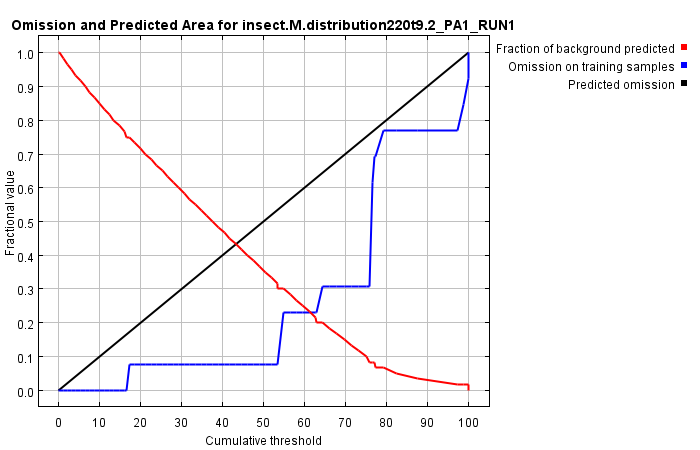 Omission and Predicted Area for insect.M.distribution220t9.2_PA1_RUN1
Fraction of background predicted
Omission on training samples
Predicted omission
Fractional value
1.0
0.9
0.8
0.7
0.6
0.5
0.4
0.3
0.2
0.1
0.0
0 10 20 30 40 50 60 70 80 90 100
Cumulative threshold